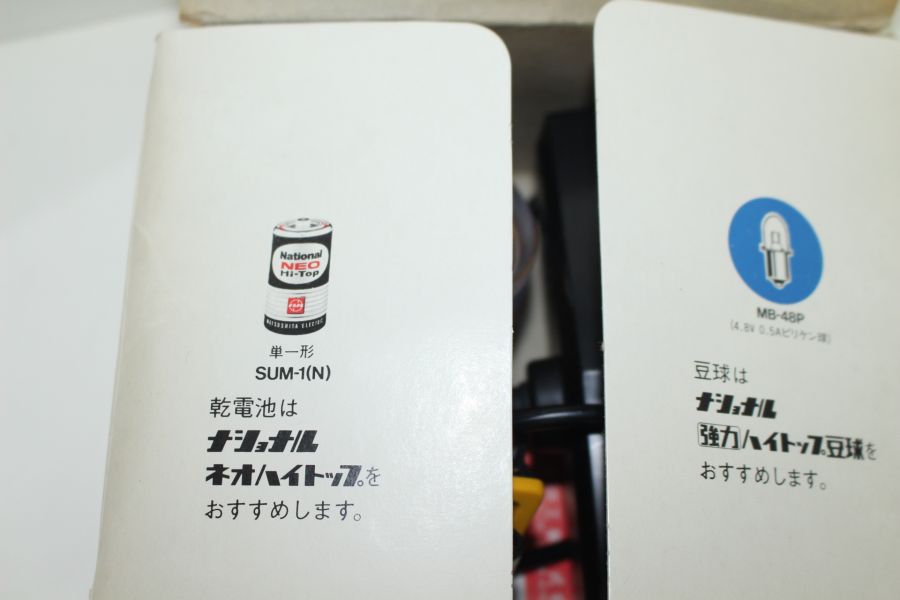 National
NEO
Hi-Top
MATSUSHITA ELECTRIC
単一形
SUM-1(N)
乾電池は
ナショナル
ネオハイトップ。を
おすすめします。
MB-48P
(4.8V 0.5Aビリケン球)
豆球は
ナショナル
強力ハイトップ。豆球を
おすすめします。